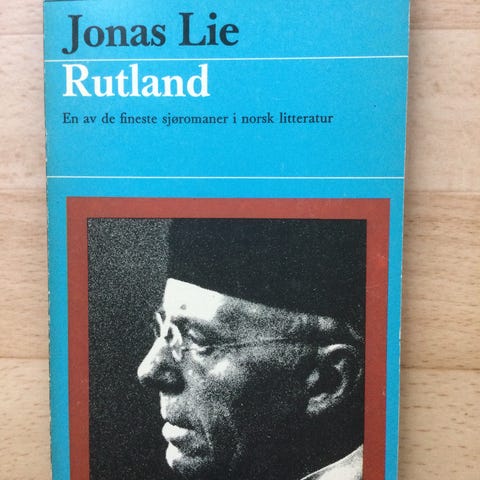 Jonas Lie
Rutland
En av de fineste sjøromaner i norsk litteratur